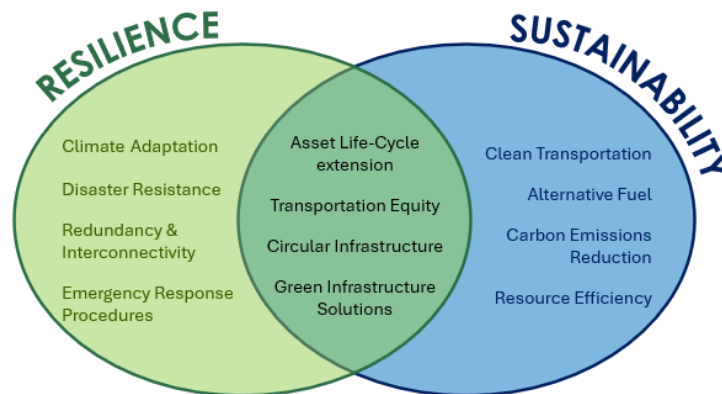 RESILIENCE
SUSTAINABILITY
Climate Adaptation
Disaster Resistance
Redundancy &
Interconnectivity
Emergency Response
Procedures
Asset Life-Cycle
extension
Transportation Equity
Circular Infrastructure
Green Infrastructure
Solutions
Clean Transportation
Alternative Fuel
Carbon Emissions
Reduction
Resource Efficiency